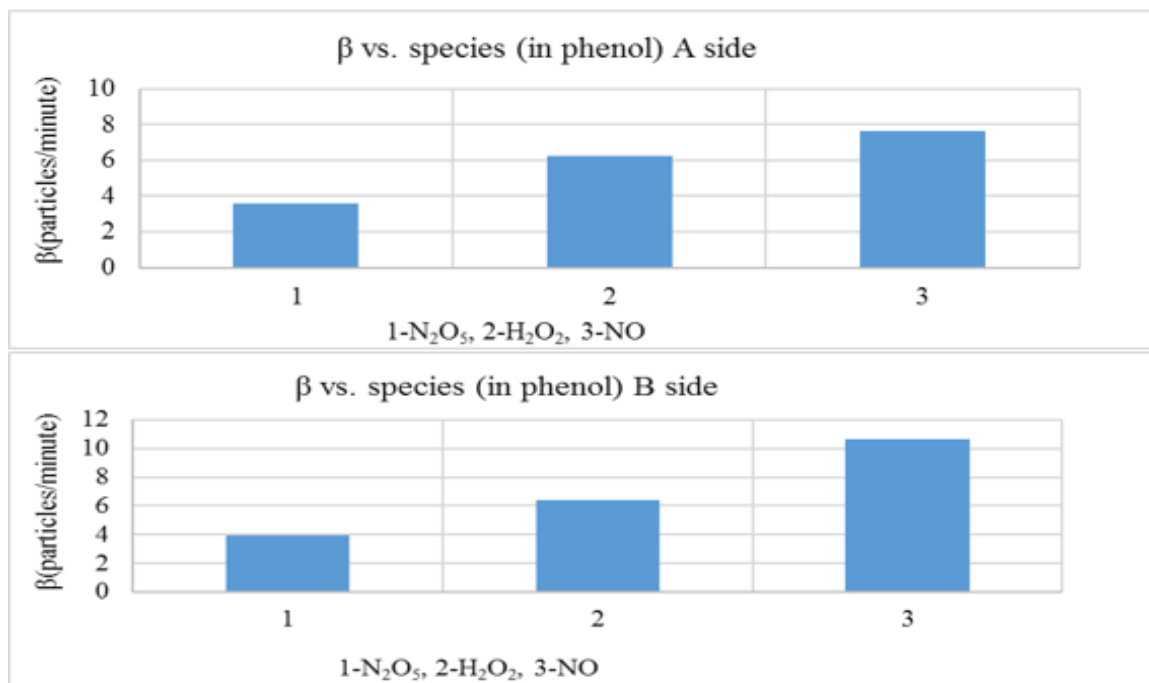 β vs. species (in phenol) A side
β(particles/minute)
10
8
6
4
2
0
1 2 3
1-N₂O₅, 2-H₂O₂, 3-NO
β vs. species (in phenol) B side
β(particles/minute)
12
10
8
6
4
2
0
1 2 3
1-N₂O₅, 2-H₂O₂, 3-NO